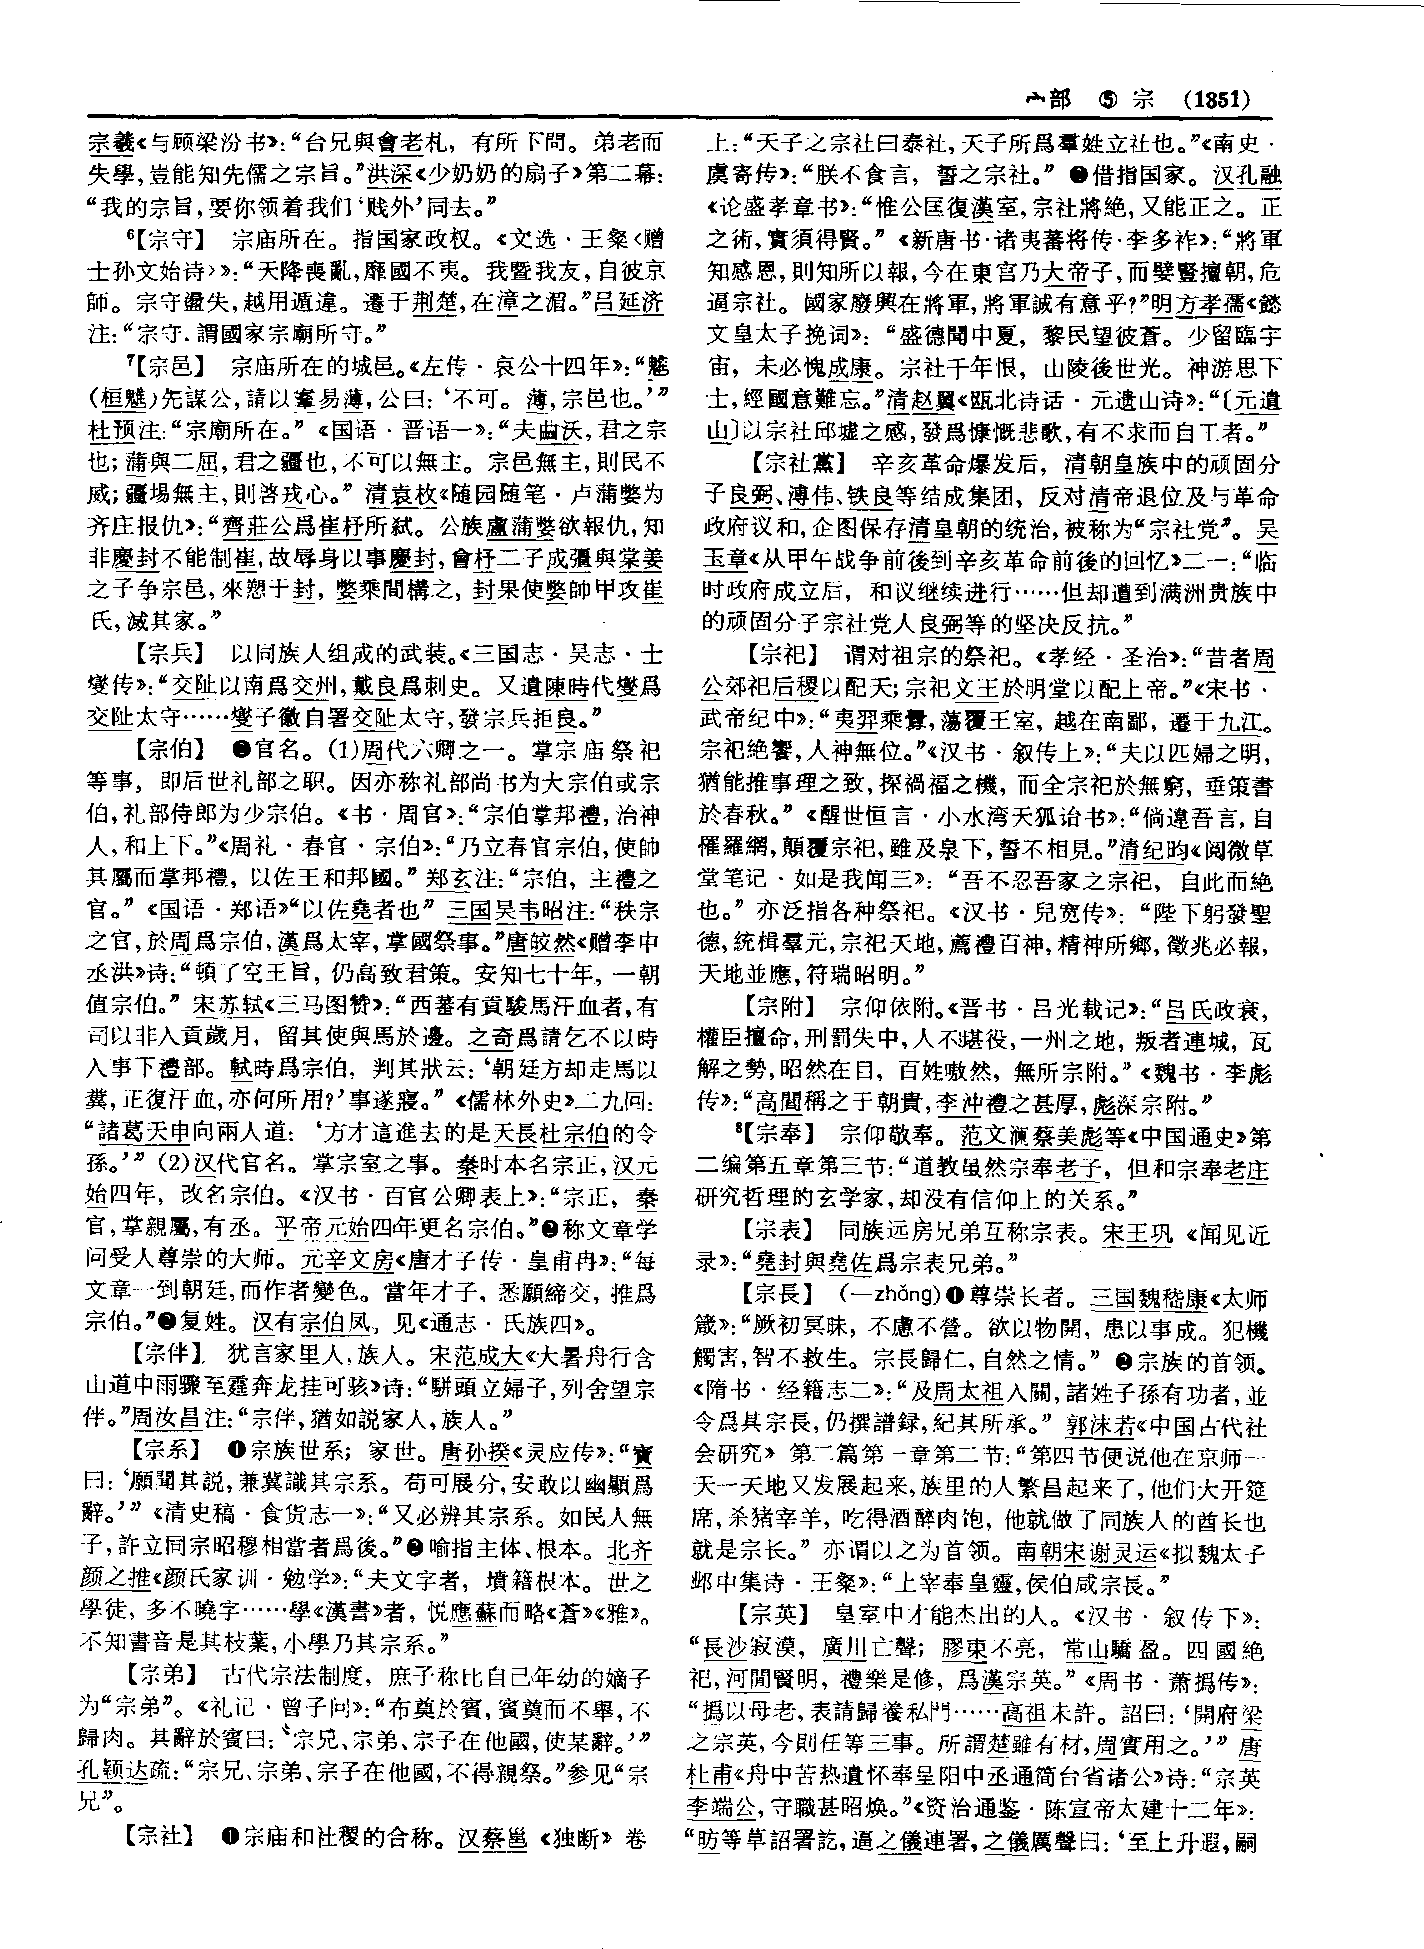 宀部 ⑤ 宗 (1351)
宗羲《与顾梁汾书》：“台兄與會老札，有所下問。弟老而
失學，豈能知先儒之宗旨。”洪深《少奶奶的扇子》第二幕：
“我的宗旨，要你领着我们‘贱外’同去。”
⁶【宗守】 宗庙所在。指国家政权。《文选·王粲〈赠
士孙文始诗〉》：“天降喪亂，靡國不夷。我暨我友，自彼京
師。宗守盪失，越用遁違。遷于荆楚，在漳之湄。”吕延济
注：“宗守，謂國家宗廟所守。”
⁷【宗邑】 宗庙所在的城邑。《左传·哀公十四年》：“魋
（桓魋）先謀公，請以鞌易薄，公曰：‘不可。薄，宗邑也。’”
杜预注：“宗廟所在。”《国语·晋语一》：“夫曲沃，君之宗
也；蒲與二屈，君之疆也，不可以無主。宗邑無主，則民不
威；疆埸無主，則啓戎心。”清袁枚《随园随笔·卢蒲嫳为
齐庄报仇》：“齊莊公爲崔杼所弑。公族盧蒲嫳欲報仇，知
非慶封不能制崔，故辱身以事慶封，會杼二子成彊與棠姜
之子争宗邑，來愬于封，嫳乘間構之，封果使嫳帥甲攻崔
氏，滅其家。”
【宗兵】 以同族人组成的武装。《三国志·吴志·士
燮传》：“交阯以南爲交州，戴良爲刺史。又遣陳時代燮爲
交阯太守……燮子徽自署交阯太守，發宗兵拒良。”
【宗伯】 ❶官名。(1)周代六卿之一。掌宗庙祭祀
等事，即后世礼部之职。因亦称礼部尚书为大宗伯或宗
伯，礼部侍郎为少宗伯。《书·周官》：“宗伯掌邦禮，治神
人，和上下。”《周礼·春官·宗伯》：“乃立春官宗伯，使帥
其屬而掌邦禮，以佐王和邦國。”郑玄注：“宗伯，主禮之
官。”《国语·郑语》“以佐堯者也”三国吴韦昭注：“秩宗
之官，於周爲宗伯，漢爲太宰，掌國祭事。”唐皎然《赠李中
丞洪》诗：“頓了空王旨，仍高致君策。安知七十年，一朝
值宗伯。”宋苏轼《三马图赞》：“西蕃有貢駿馬汗血者，有
司以非入貢歲月，留其使與馬於邊。之奇爲請乞不以時
入事下禮部。軾時爲宗伯，判其狀云：‘朝廷方却走馬以
糞，正復汗血，亦何所用？’事遂寢。”《儒林外史》二九回：
“諸葛天申向兩人道：‘方才這進去的是天長杜宗伯的令
孫。’”(2)汉代官名。掌宗室之事。秦时本名宗正，汉元
始四年，改名宗伯。《汉书·百官公卿表上》：“宗正，秦
官，掌親屬，有丞。平帝元始四年更名宗伯。”❷称文章学
问受人尊崇的大师。元辛文房《唐才子传·皇甫冉》：“每
文章一到朝廷，而作者變色。當年才子，悉願締交，推爲
宗伯。”❸复姓。汉有宗伯凤，见《通志·氏族四》。
【宗伴】 犹言家里人，族人。宋范成大《大暑舟行含
山道中雨骤至霆奔龙挂可骇》诗：“駢頭立婦子，列舍望宗
伴。”周汝昌注：“宗伴，猶如説家人，族人。”
【宗系】 ❶宗族世系；家世。唐孙揆《灵应传》：“寶
曰：‘願聞其説，兼冀識其宗系。苟可展分，安敢以幽顯爲
辭。’”《清史稿·食货志一》：“又必辨其宗系。如民人無
子，許立同宗昭穆相當者爲後。”❷喻指主体、根本。北齐
颜之推《颜氏家训·勉学》：“夫文字者，墳籍根本。世之
學徒，多不曉字……學《漢書》者，悦應蘇而略《蒼》《雅》。
不知書音是其枝葉，小學乃其宗系。”
【宗弟】 古代宗法制度，庶子称比自己年幼的嫡子
为“宗弟”。《礼记·曾子问》：“布奠於賓，賓奠而不舉，不
歸肉。其辭於賓曰：‘宗兄、宗弟、宗子在他國，使某辭。’”
孔颖达疏：“宗兄、宗弟、宗子在他國，不得親祭。”参见“宗
兄”。
【宗社】 ❶宗庙和社稷的合称。汉蔡邕《独断》卷
上：“天子之宗社曰泰社，天子所爲羣姓立社也。”《南史·
虞寄传》：“朕不食言，誓之宗社。”❷借指国家。汉孔融
《论盛孝章书》：“惟公匡復漢室，宗社將絶，又能正之。正
之術，實須得賢。”《新唐书·诸夷蕃将传·李多祚》：“將軍
知感恩，則知所以報，今在東宫乃大帝子，而嬖豎擅朝，危
逼宗社。國家廢興在將軍，將軍誠有意乎？”明方孝孺《懿
文皇太子挽词》：“盛德聞中夏，黎民望彼蒼。少留臨宇
宙，未必愧成康。宗社千年恨，山陵後世光。神游思下
士，經國意難忘。”清赵翼《瓯北诗话·元遗山诗》：“〔元遺
山〕以宗社邱墟之感，發爲慷慨悲歌，有不求而自工者。”
【宗社黨】 辛亥革命爆发后，清朝皇族中的顽固分
子良弼、溥伟、铁良等结成集团，反对清帝退位及与革命
政府议和，企图保存清皇朝的统治，被称为“宗社党”。吴
玉章《从甲午战争前後到辛亥革命前後的回忆》二一：“临
时政府成立后，和议继续进行……但却遭到满洲贵族中
的顽固分子宗社党人良弼等的坚决反抗。”
【宗祀】 谓对祖宗的祭祀。《孝经·圣治》：“昔者周
公郊祀后稷以配天；宗祀文王於明堂以配上帝。”《宋书·
武帝纪中》：“夷羿乘釁，蕩覆王室，越在南鄙，遷于九江。
宗祀絶饗，人神無位。”《汉书·叙传上》：“夫以匹婦之明，
猶能推事理之致，探禍福之機，而全宗祀於無窮，垂策書
於春秋。”《醒世恒言·小水湾天狐诒书》：“倘違吾言，自
罹羅網，顛覆宗祀，雖及泉下，誓不相見。”清纪昀《阅微草
堂笔记·如是我闻三》：“吾不忍吾家之宗祀，自此而絶
也。”亦泛指各种祭祀。《汉书·兒宽传》：“陛下躬發聖
德，統楫羣元，宗祀天地，薦禮百神，精神所鄉，徵兆必報，
天地並應，符瑞昭明。”
【宗附】 宗仰依附。《晋书·吕光载记》：“吕氏政衰，
權臣擅命，刑罰失中，人不堪役，一州之地，叛者連城，瓦
解之勢，昭然在目，百姓嗷然，無所宗附。”《魏书·李彪
传》：“高閭稱之于朝貴，李沖禮之甚厚，彪深宗附。”
⁸【宗奉】 宗仰敬奉。范文澜蔡美彪等《中国通史》第
二编第五章第三节：“道教虽然宗奉老子，但和宗奉老庄
研究哲理的玄学家，却没有信仰上的关系。”
【宗表】 同族远房兄弟互称宗表。宋王巩《闻见近
录》：“堯封與堯佐爲宗表兄弟。”
【宗長】 （—zhǎng）❶尊崇长者。三国魏嵇康《太师
箴》：“厥初冥昧，不慮不營。欲以物開，患以事成。犯機
觸害，智不救生。宗長歸仁，自然之情。”❷宗族的首领。
《隋书·经籍志二》：“及周太祖入關，諸姓子孫有功者，並
令爲其宗長，仍撰譜録，紀其所承。”郭沫若《中国古代社
会研究》第二篇第一章第二节：“第四节便说他在京师一
天一天地又发展起来，族里的人繁昌起来了，他们大开筵
席，杀猪宰羊，吃得酒醉肉饱，他就做了同族人的酋长也
就是宗长。”亦谓以之为首领。南朝宋谢灵运《拟魏太子
邺中集诗·王粲》：“上宰奉皇靈，侯伯咸宗長。”
【宗英】 皇室中才能杰出的人。《汉书·叙传下》：
“長沙寂漠，廣川亡聲；膠東不亮，常山驕盈。四國絶
祀，河間賢明，禮樂是修，爲漢宗英。”《周书·萧㧑传》：
“㧑以母老，表請歸養私門……高祖未許。詔曰：‘開府梁
之宗英，今則任等三事。所謂楚雖有材，周實用之。’”唐
杜甫《舟中苦热遣怀奉呈阳中丞通简台省诸公》诗：“宗英
李端公，守職甚昭焕。”《资治通鉴·陈宣帝太建十二年》：
“昉等草詔署訖，逼之儀連署，之儀厲聲曰：‘至上升遐，嗣